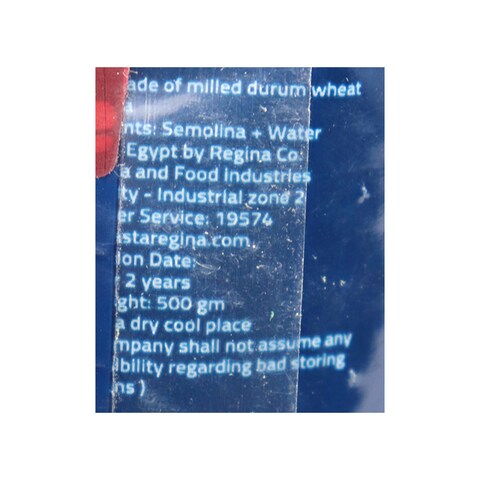 ade of milled durum wheat
a
nts: Semolina + Water
Egypt by Regina Co.
a and Food Industries
ty - Industrial zone 2
er Service: 19574
staregina.com
ion Date:
2 years
ght: 500 gm
a dry cool place
mpany shall not assume any
ibility regarding bad storing
ns )